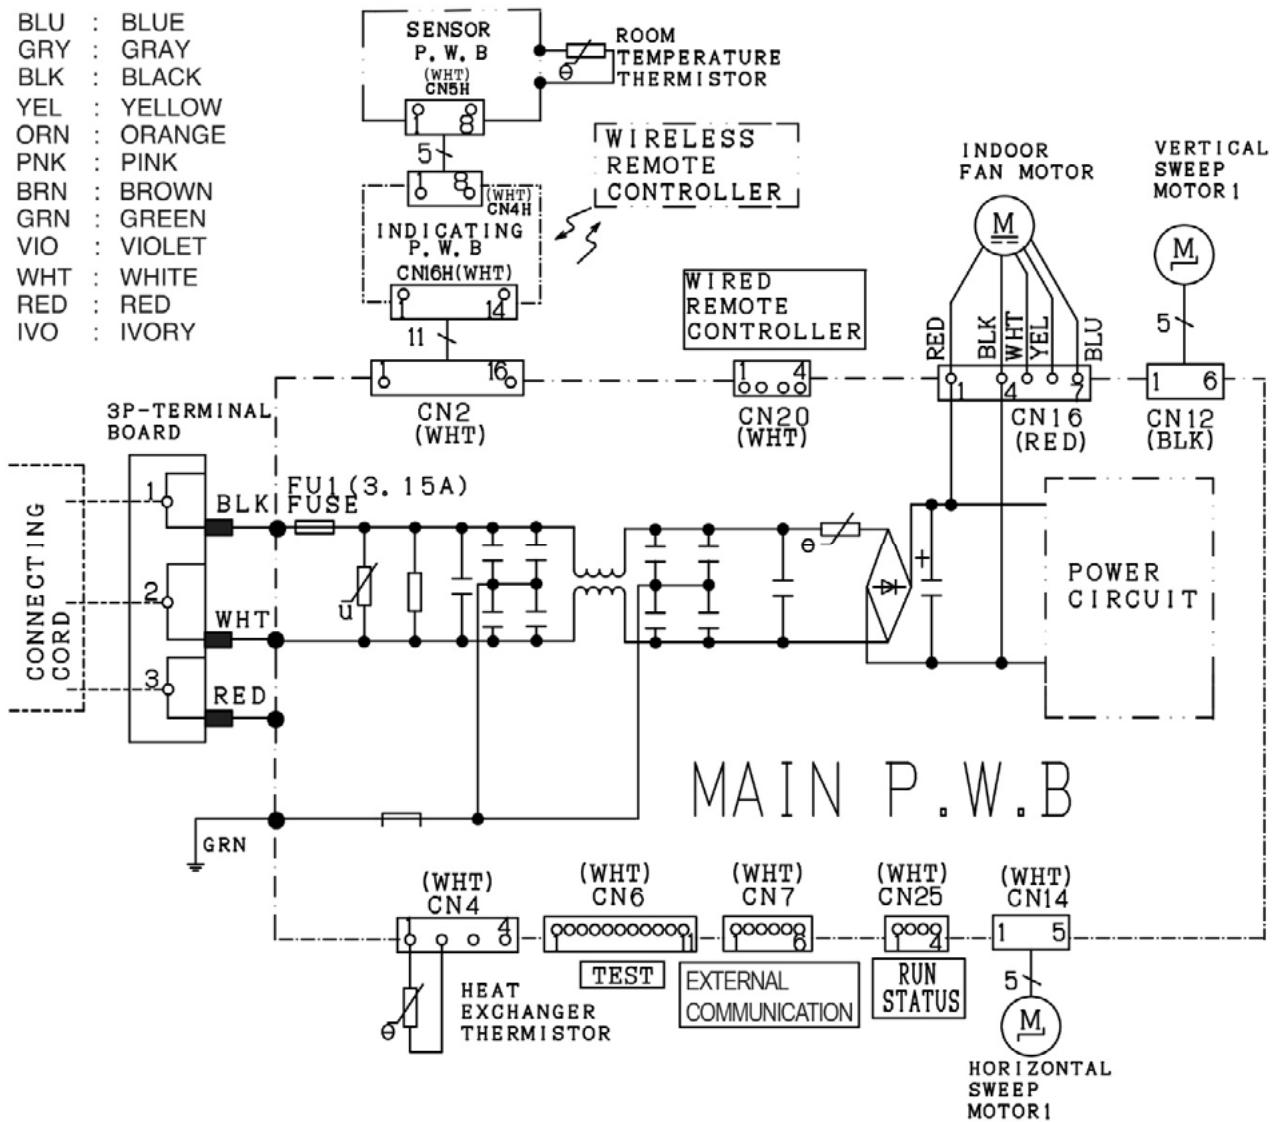 BLU : BLUE
GRY : GRAY
BLK : BLACK
YEL : YELLOW
ORN : ORANGE
PNK : PINK
BRN : BROWN
GRN : GREEN
VIO : VIOLET
WHT : WHITE
RED : RED
IVO : IVORY
SENSOR
P.W.B
(WHT)
CN5H
1 8
ROOM
TEMPERATURE
THERMISTOR
θ
5
1 8
(WHT)
CN4H
INDICATING
P.W.B
CN16H(WHT)
1 14
11
1 16
CN2
(WHT)
WIRELESS
REMOTE
CONTROLLER
WIRED
REMOTE
CONTROLLER
1 4
CN20
(WHT)
INDOOR
FAN MOTOR
M
RED
BLK
WHT
YEL
BLU
1 4 7
CN16
(RED)
VERTICAL
SWEEP
MOTOR1
M
5
1 6
CN12
(BLK)
3P-TERMINAL
BOARD
CONNECTING
CORD
1
BLK
2
WHT
3
RED
FU1(3.15A)
FUSE
u
θ
+
POWER
CIRCUIT
MAIN P.W.B
GRN
(WHT)
CN4
1 4
θ
HEAT
EXCHANGER
THERMISTOR
(WHT)
CN6
1 11
TEST
(WHT)
CN7
1 6
EXTERNAL
COMMUNICATION
(WHT)
CN25
1 4
RUN
STATUS
(WHT)
CN14
1 5
5
M
HORIZONTAL
SWEEP
MOTOR1